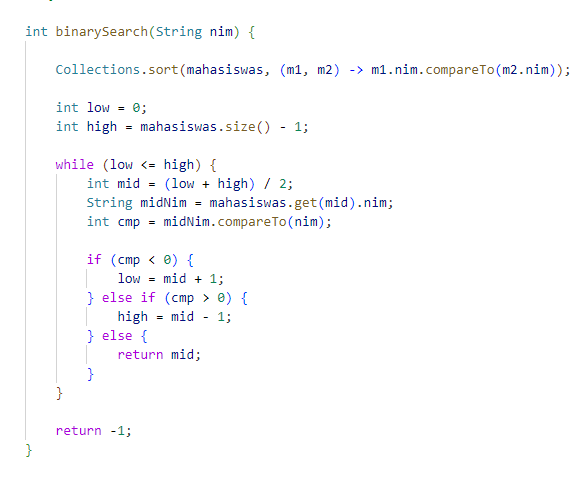 int binarySearch(String nim) {
Collections.sort(mahasiswas, (m1, m2) -> m1.nim.compareTo(m2.nim));
int low = 0;
int high = mahasiswas.size() - 1;
while (low <= high) {
int mid = (low + high) / 2;
String midNim = mahasiswas.get(mid).nim;
int cmp = midNim.compareTo(nim);
if (cmp < 0) {
low = mid + 1;
} else if (cmp > 0) {
high = mid - 1;
} else {
return mid;
}
}
return -1;
}